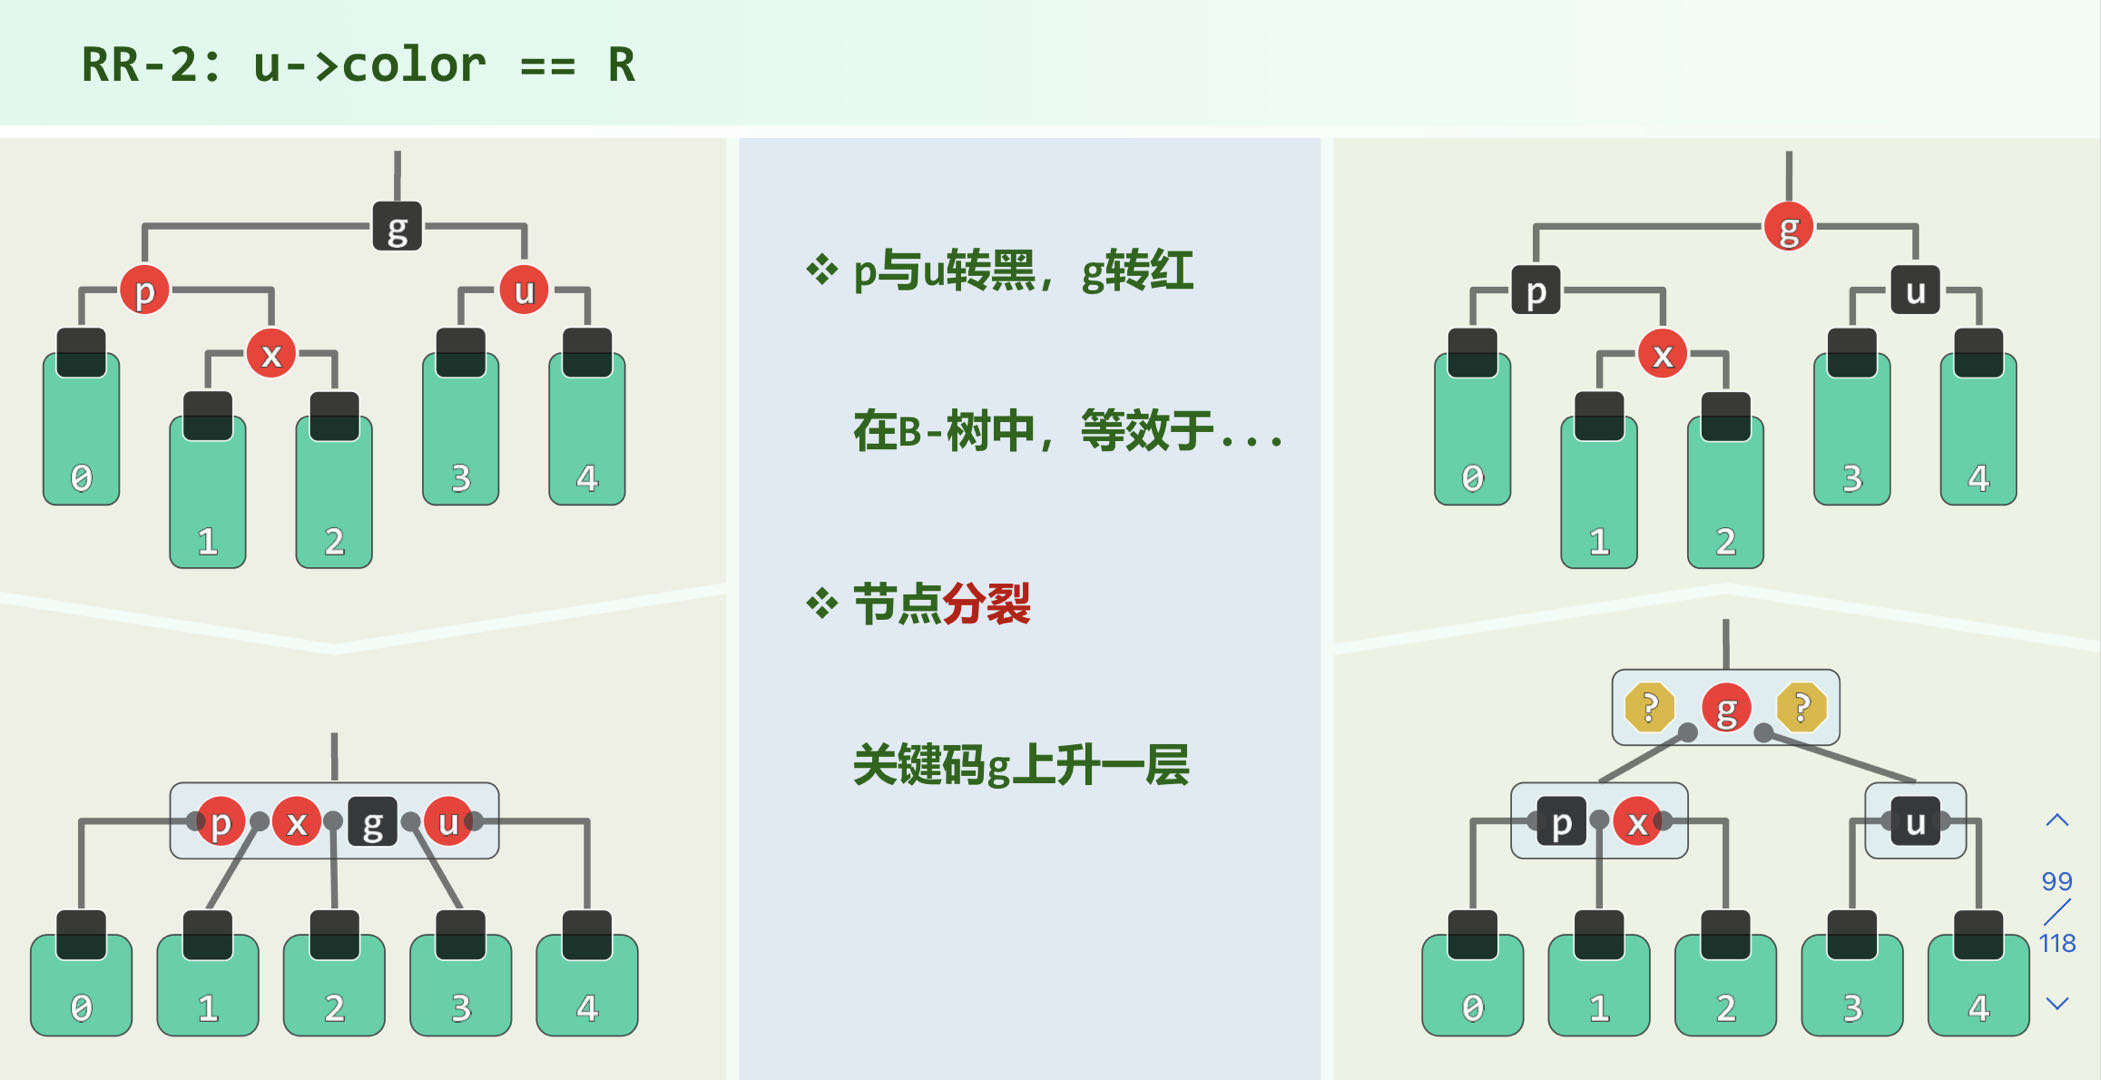 RR-2: u->color == R
g
p
u
x
0
3
4
1
2
p x g u
0 1 2 3 4
❖ p与u转黑，g转红
在B-树中，等效于...
❖ 节点分裂
关键码g上升一层
g
p
u
x
0
3
4
1
2
? g ?
p x
u
0 1 2 3 4
99
/
118